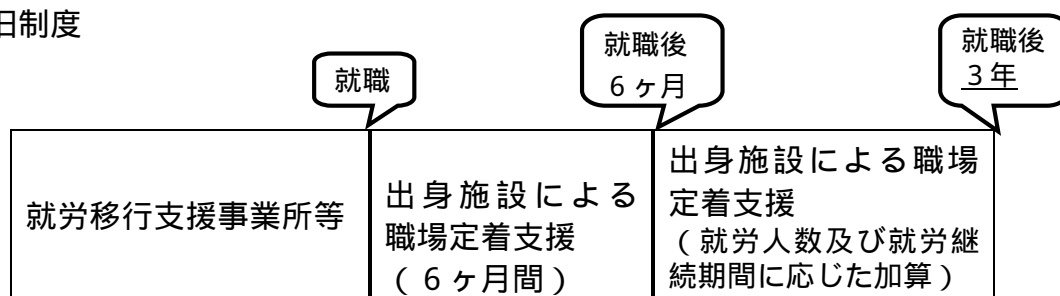 旧制度
就職
就職後
６ヶ月
就職後
３年
就労移行支援事業所等
出身施設による
職場定着支援
（６ヶ月間）
出身施設による職場
定着支援
（就労人数及び就労継
続期間に応じた加算）